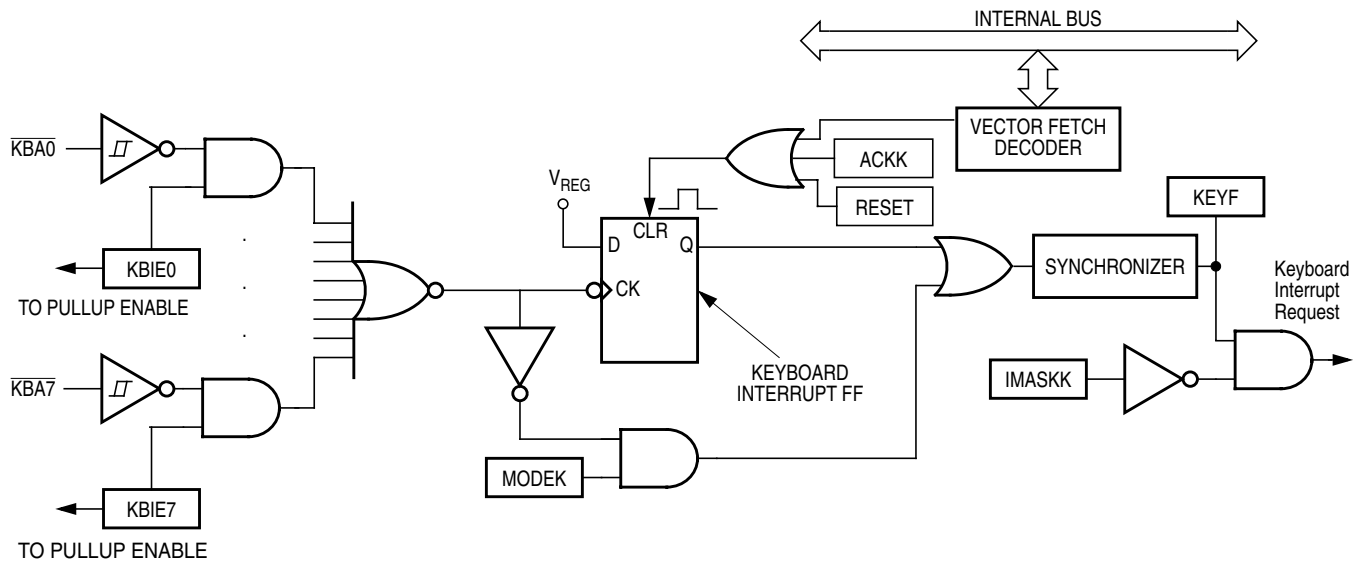 INTERNAL BUS
VECTOR FETCH
DECODER
KBA0
ACKK
VREG
RESET
KEYF
CLR
D
Q
KBIE0
SYNCHRONIZER
CK
Keyboard
Interrupt
Request
TO PULLUP ENABLE
KBA7
KEYBOARD
INTERRUPT FF
IMASKK
MODEK
KBIE7
TO PULLUP ENABLE